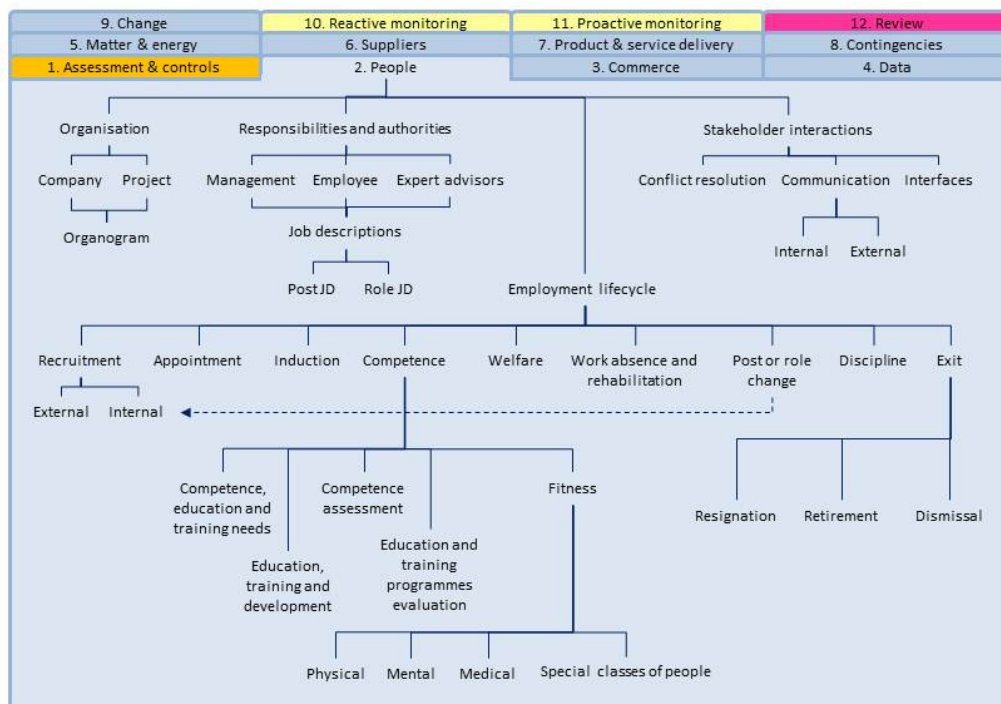 9. Change
10. Reactive monitoring
11. Proactive monitoring
12. Review
5. Matter & energy
6. Suppliers
7. Product & service delivery
8. Contingencies
1. Assessment & controls
2. People
3. Commerce
4. Data
Organisation
Responsibilities and authorities
Stakeholder interactions
Company
Project
Management
Employee
Expert advisors
Conflict resolution
Communication
Interfaces
Organogram
Job descriptions
Internal
External
Post JD
Role JD
Employment lifecycle
Recruitment
Appointment
Induction
Competence
Welfare
Work absence and
rehabilitation
Post or role
change
Discipline
Exit
External
Internal
Competence,
education and
training needs
Competence
assessment
Fitness
Resignation
Retirement
Dismissal
Education,
training and
development
Education and
training
programmes
evaluation
Physical
Mental
Medical
Special classes of people